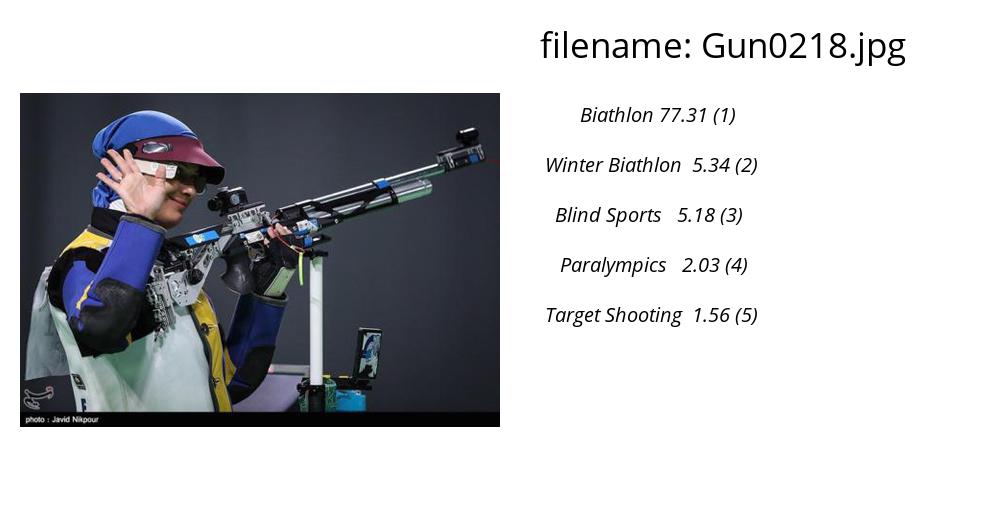 filename: Gun0218.jpg
Biathlon 77.31 (1)
Winter Biathlon 5.34 (2)
Blind Sports 5.18 (3)
Paralympics 2.03 (4)
Target Shooting 1.56 (5)
photo : Javid Nikpour